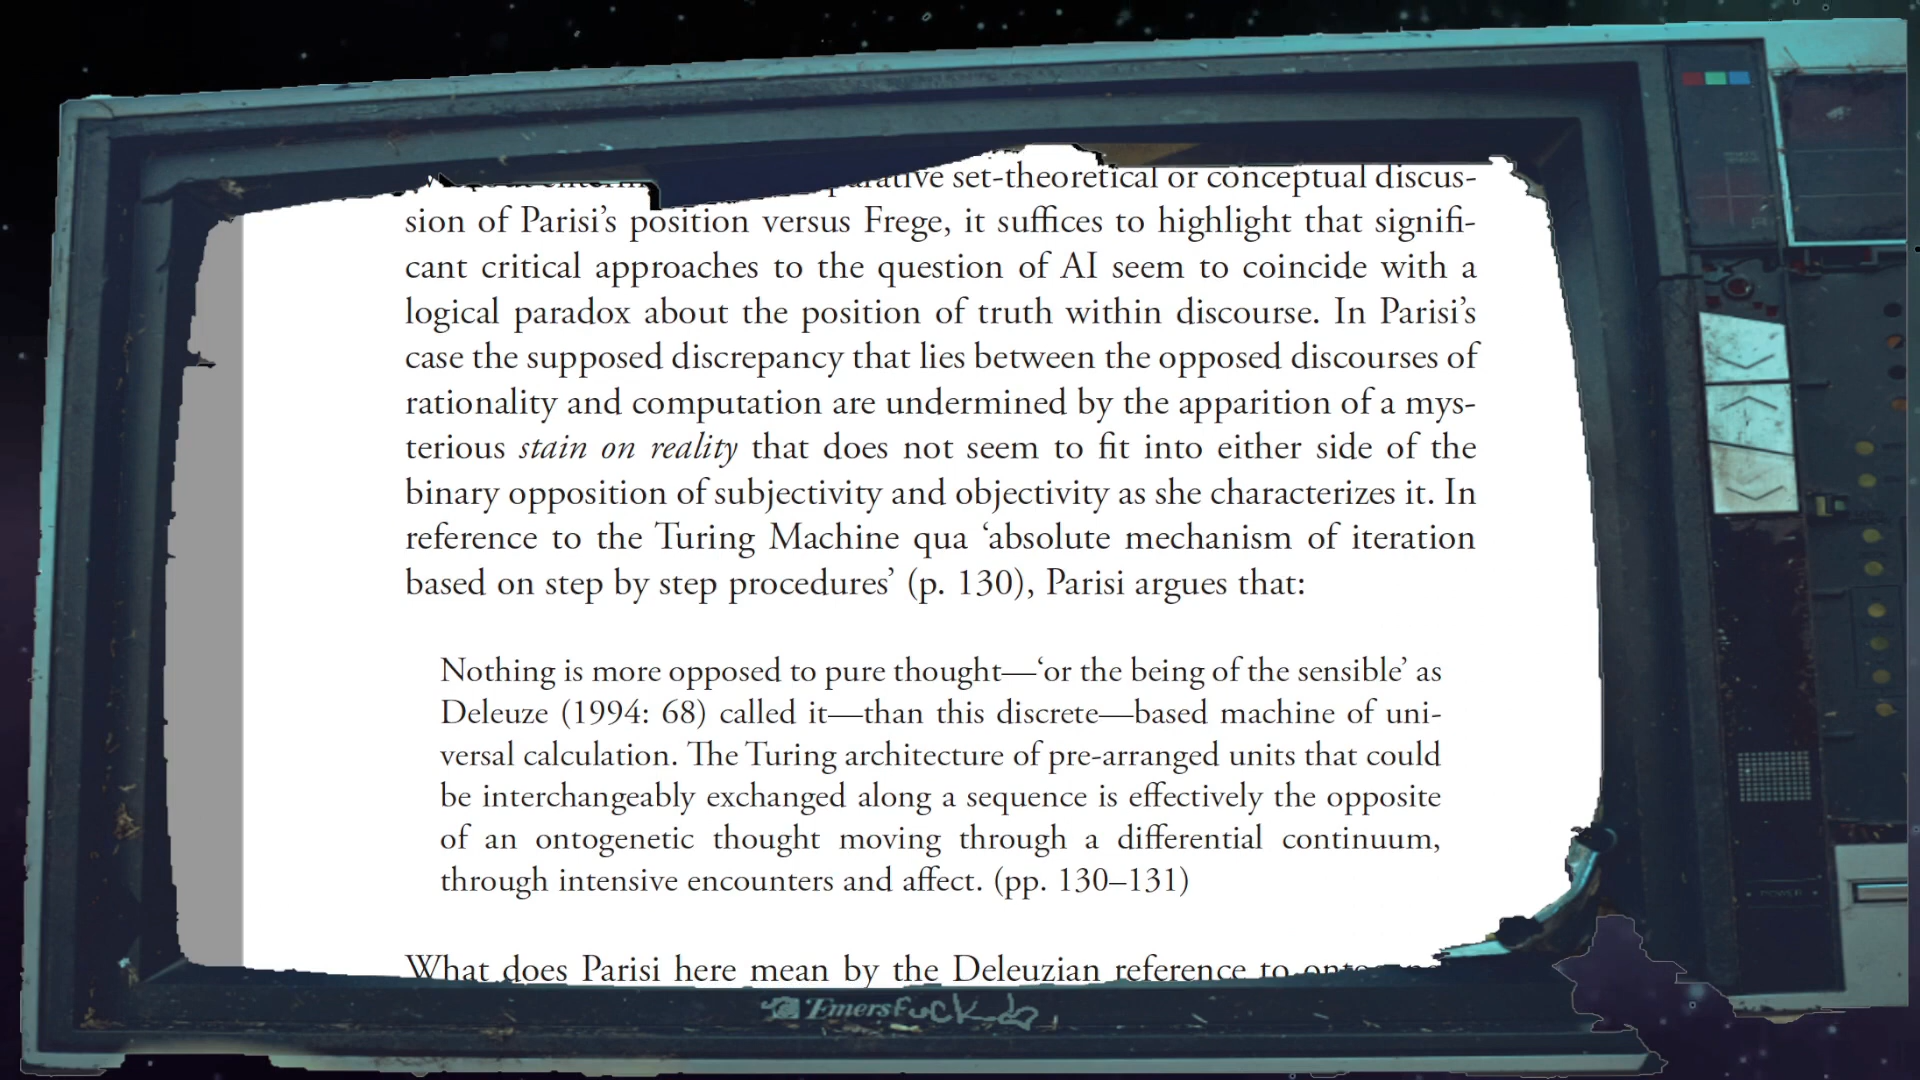 parative set-theoretical or conceptual discus-
sion of Parisi’s position versus Frege, it suffices to highlight that signifi-
cant critical approaches to the question of AI seem to coincide with a
logical paradox about the position of truth within discourse. In Parisi’s
case the supposed discrepancy that lies between the opposed discourses of
rationality and computation are undermined by the apparition of a mys-
terious stain on reality that does not seem to fit into either side of the
binary opposition of subjectivity and objectivity as she characterizes it. In
reference to the Turing Machine qua ‘absolute mechanism of iteration
based on step by step procedures’ (p. 130), Parisi argues that:
Nothing is more opposed to pure thought—‘or the being of the sensible’ as
Deleuze (1994: 68) called it—than this discrete—based machine of uni-
versal calculation. The Turing architecture of pre-arranged units that could
be interchangeably exchanged along a sequence is effectively the opposite
of an ontogenetic thought moving through a differential continuum,
through intensive encounters and affect. (pp. 130–131)
What does Parisi here mean by the Deleuzian reference to
POWER